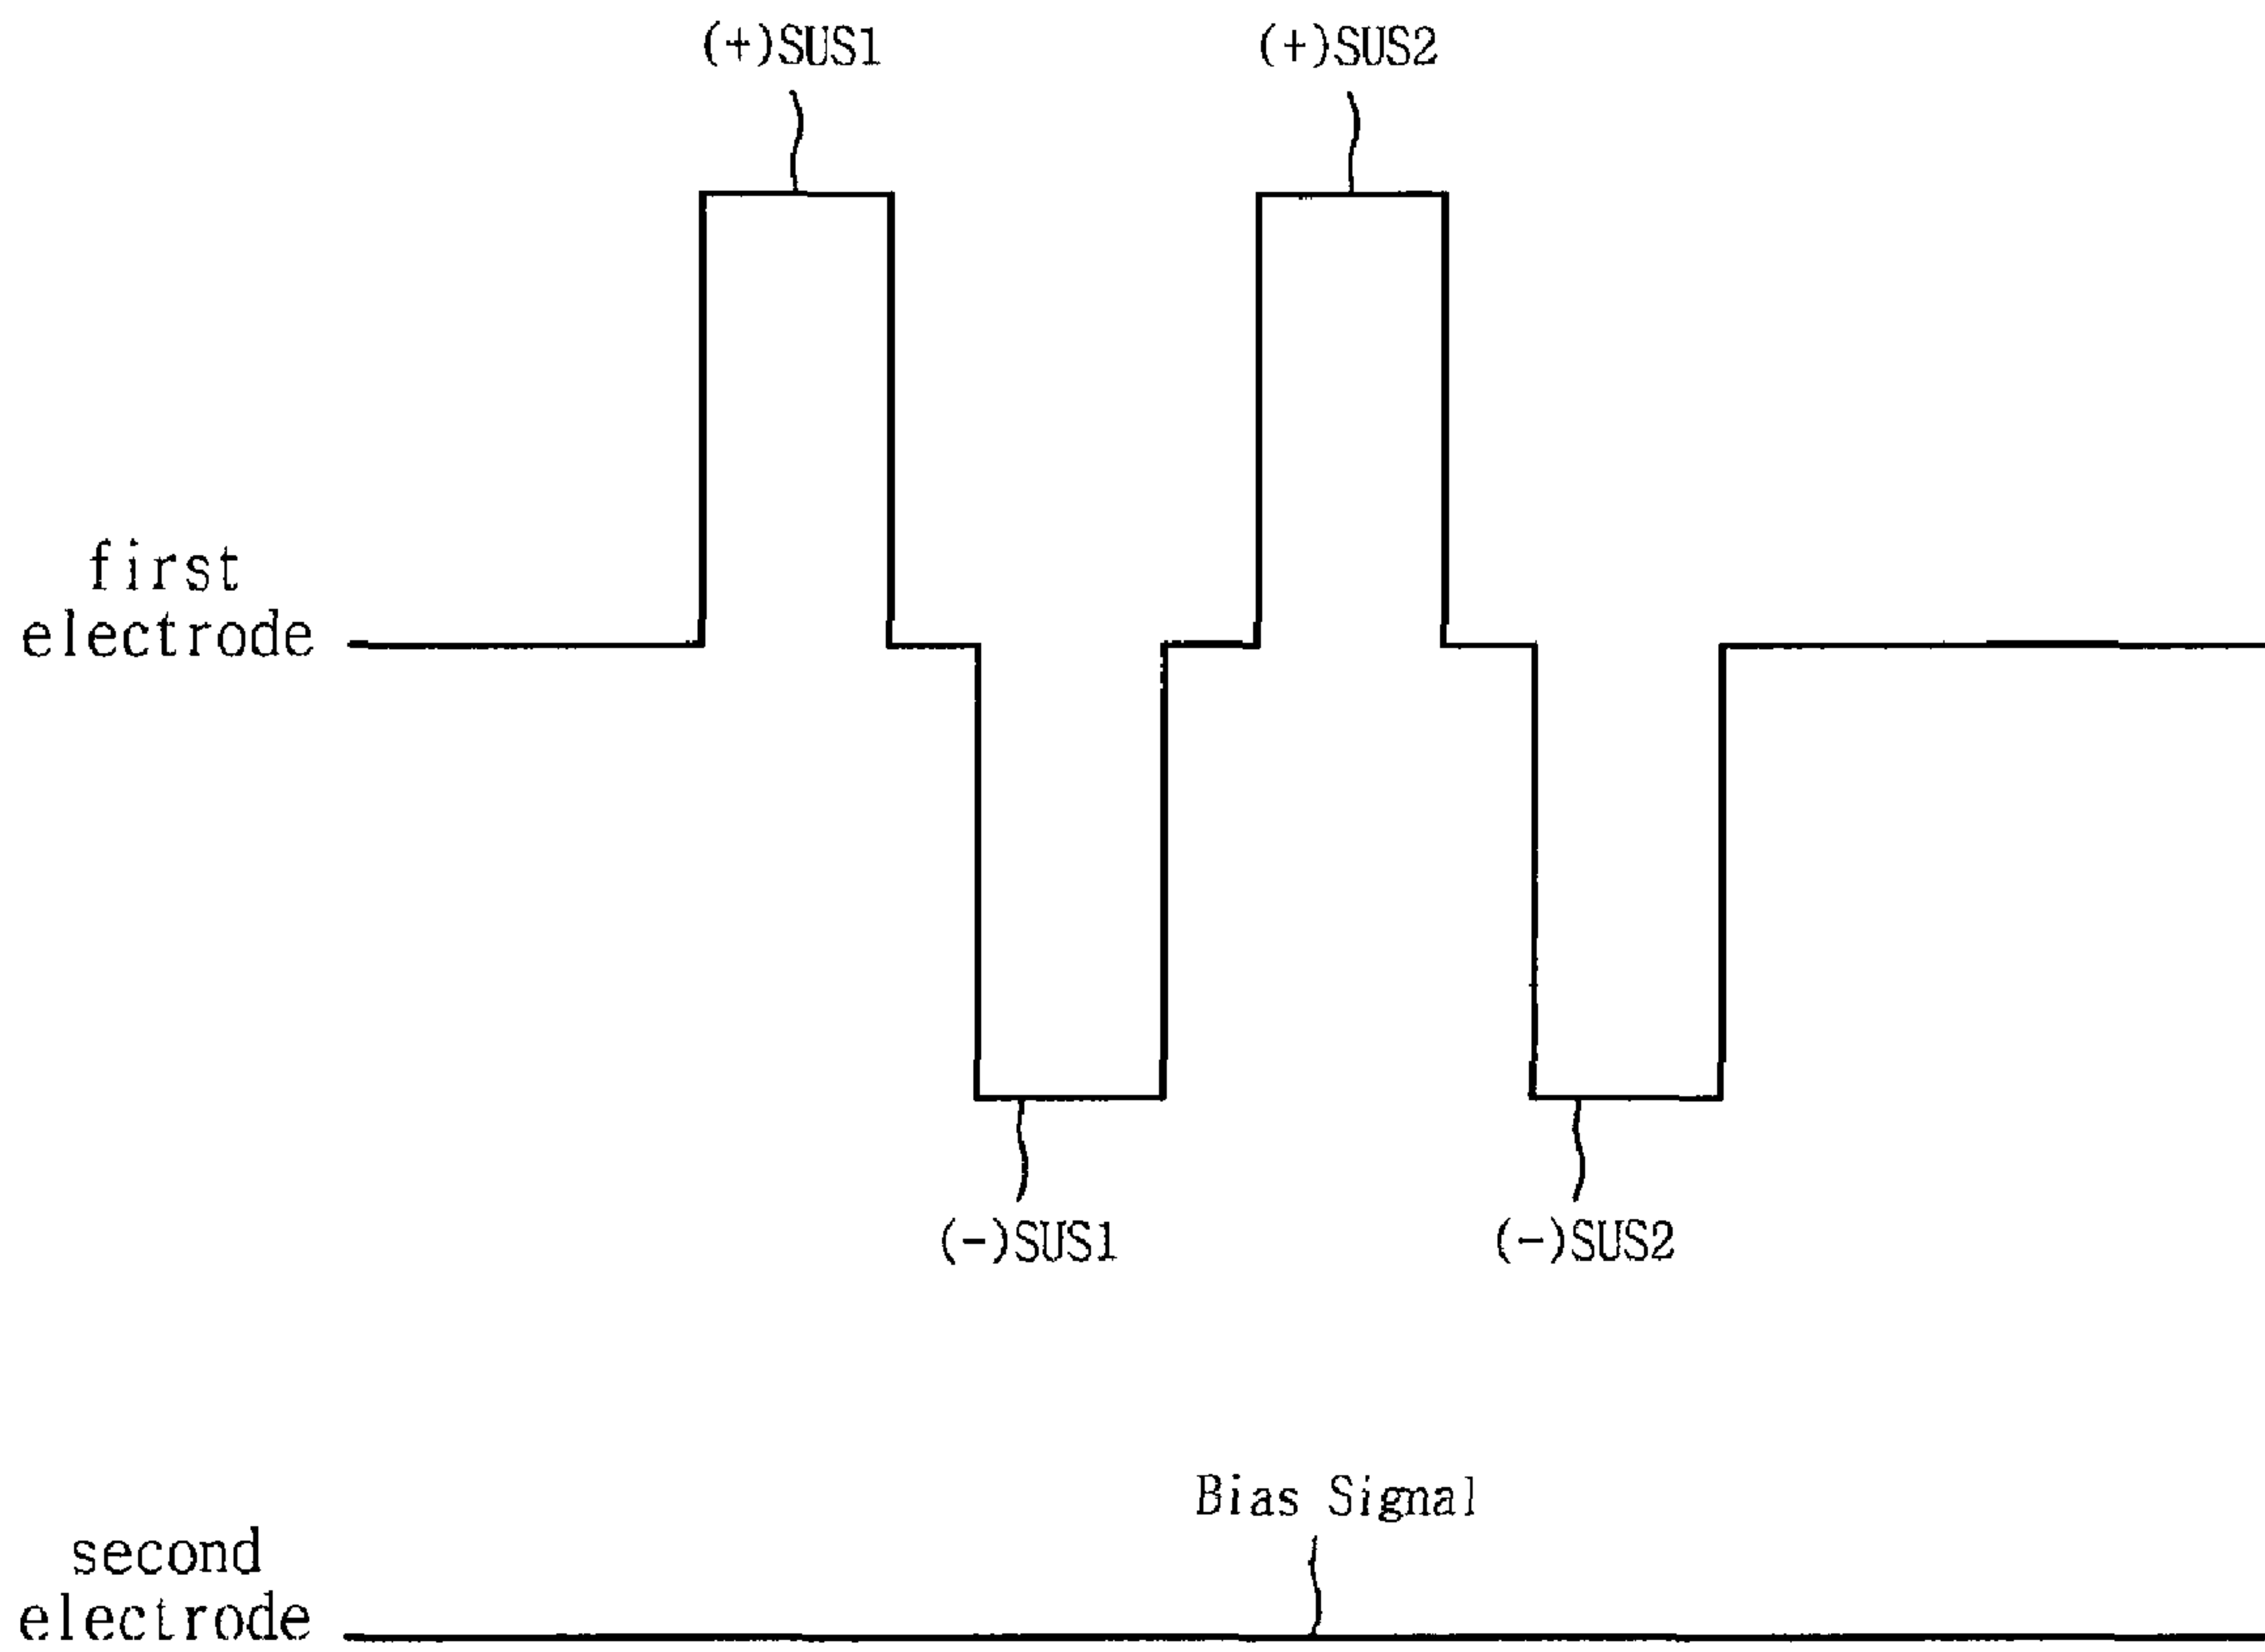 (+)SUS1
(+)SUS2
first
electrode
(-)SUS1
(-)SUS2
Bias Signal
second
electrode